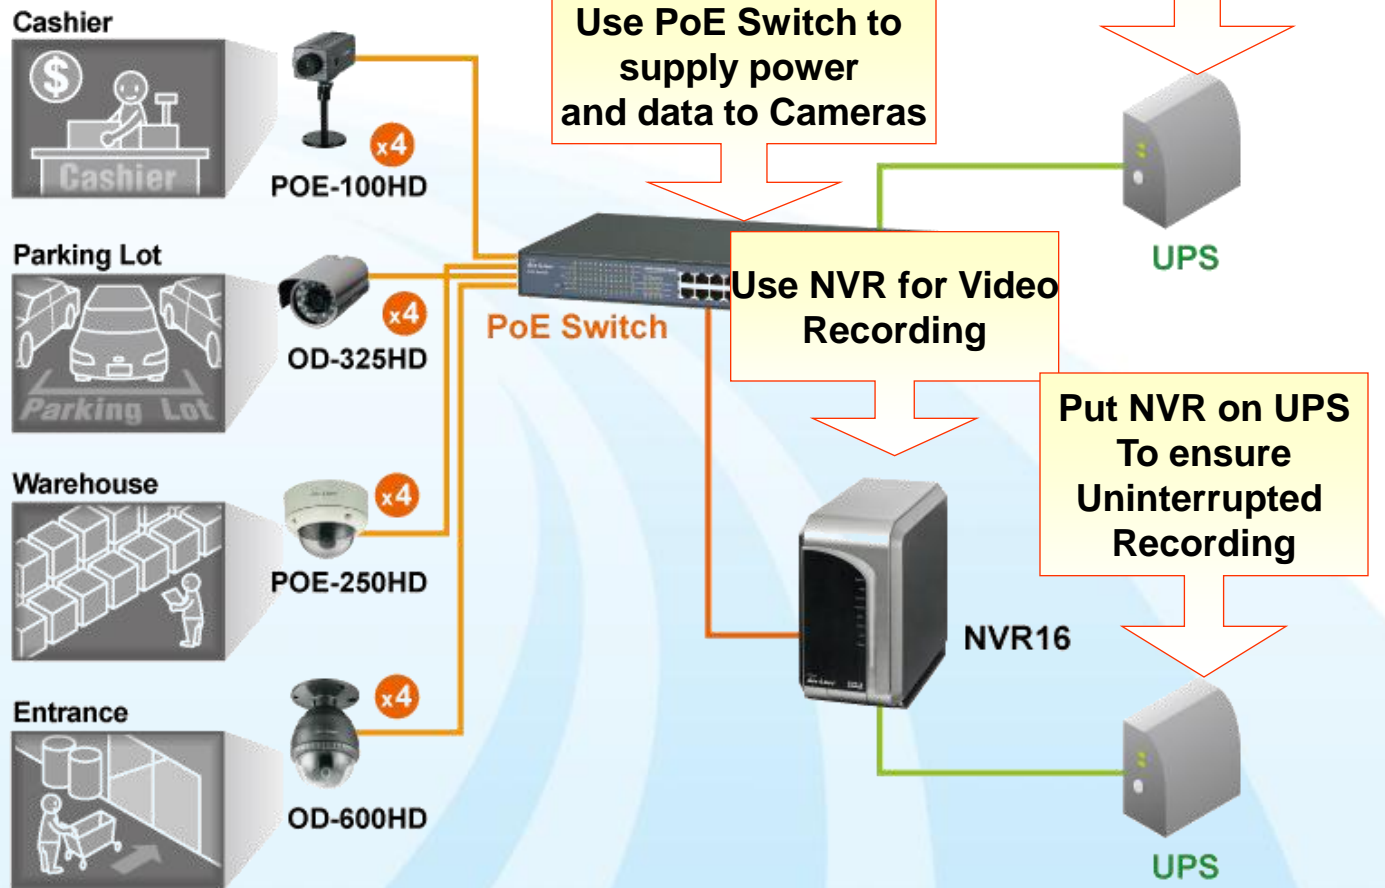 Cashier
Cashier
x4
POE-100HD
Use PoE Switch to
supply power
and data to Cameras
UPS
Parking Lot
Parking Lot
x4
OD-325HD
PoE Switch
Use NVR for Video
Recording
Put NVR on UPS
To ensure
Uninterrupted
Recording
Warehouse
x4
POE-250HD
NVR16
Entrance
x4
OD-600HD
UPS